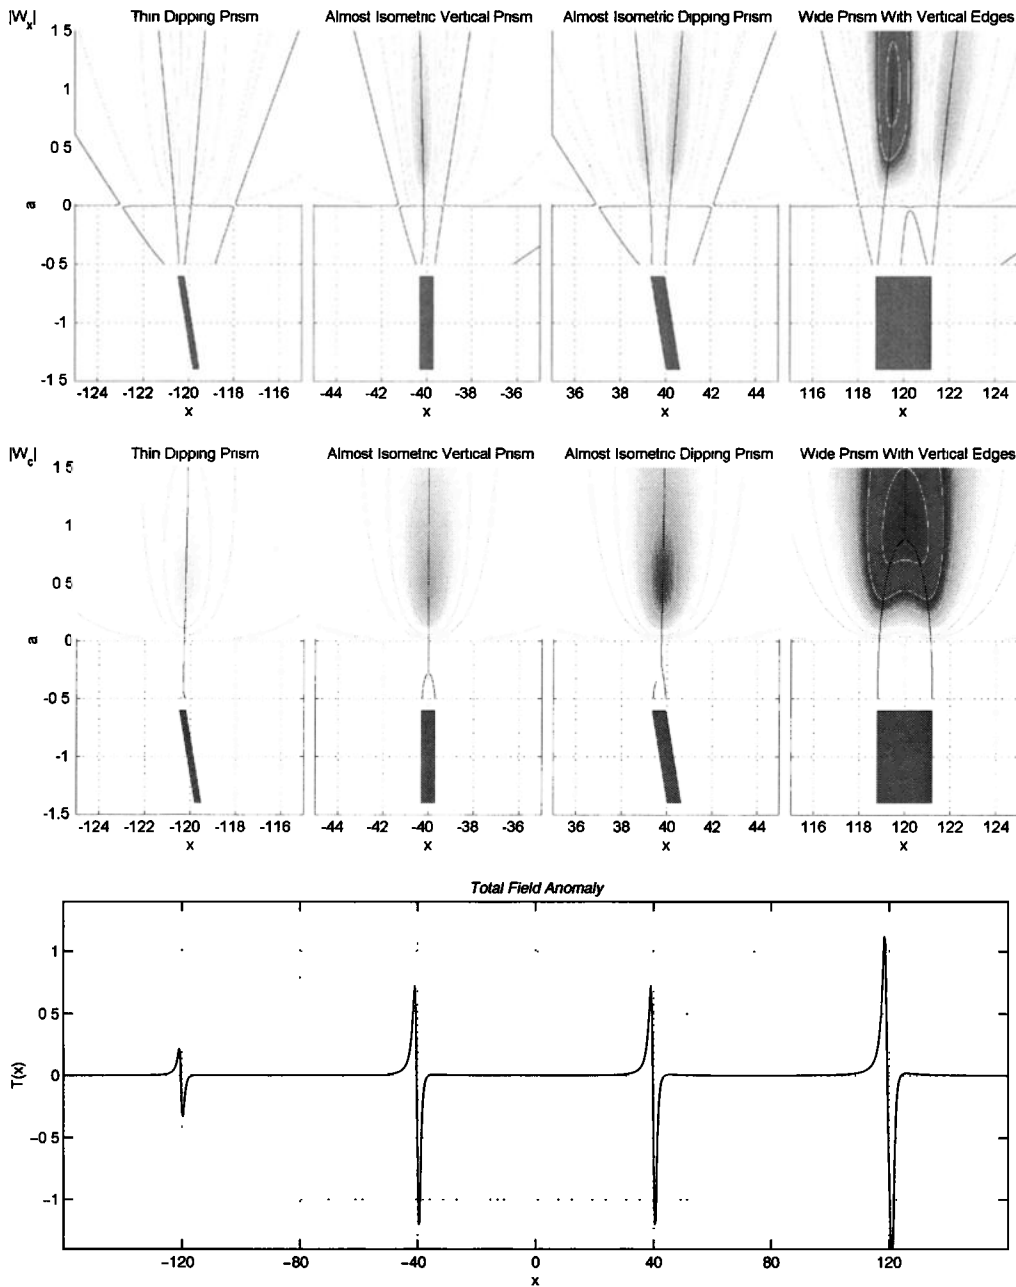 |W_x|
Thin Dipping Prism
Almost Isometric Vertical Prism
Almost Isometric Dipping Prism
Wide Prism With Vertical Edges
1 5
1
0 5
a
0
-0 5
-1
-1 5
-124 -122 -120 -118 -116
-44 -42 -40 -38 -36
36 38 40 42 44
116 118 120 122 124
x x x x
|W_c|
Thin Dipping Prism
Almost Isometric Vertical Prism
Almost Isometric Dipping Prism
Wide Prism With Vertical Edges
1 5
1
0 5
a
0
-0 5
-1
-1.5
-124 -122 -120 -118 -116
-44 -42 -40 -38 -36
36 38 40 42 44
116 118 120 122 124
x x x x
Total Field Anomaly
1
0 5
T(x)
0
-0 5
-1
-120 -80 -40 0 40 80 120
x